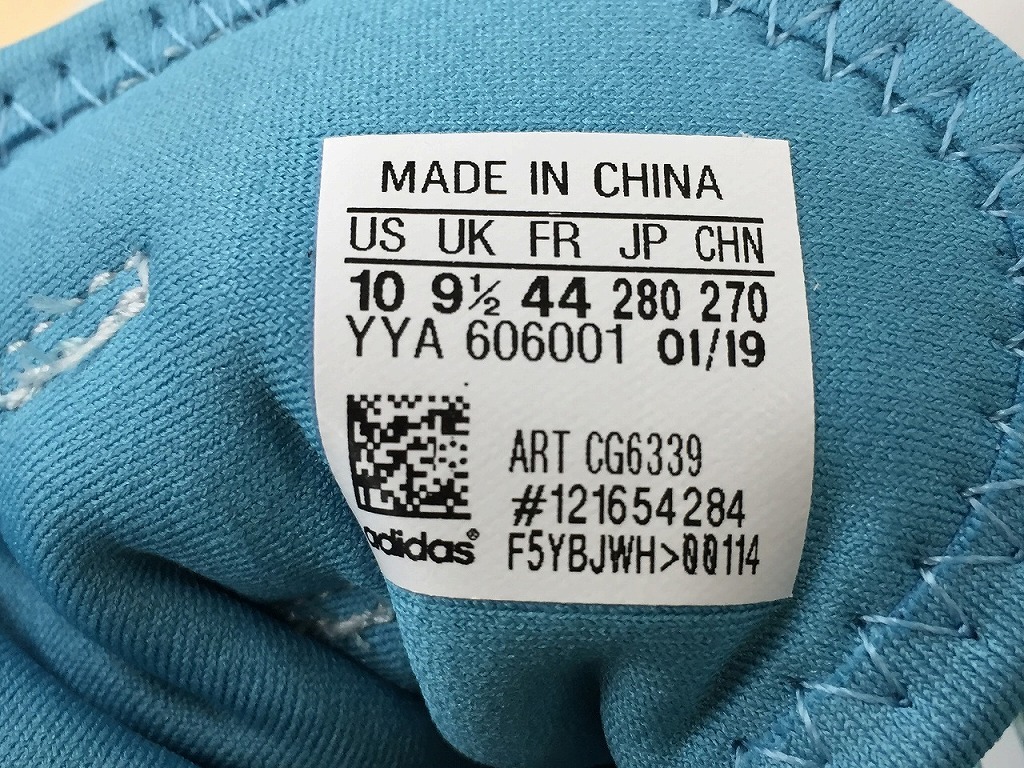 MADE IN CHINA
US UK FR JP CHN
10 9½ 44 280 270
YYA 606001 01/19
ART CG6339
#121654284
adidas®
F5YBJWH>00114